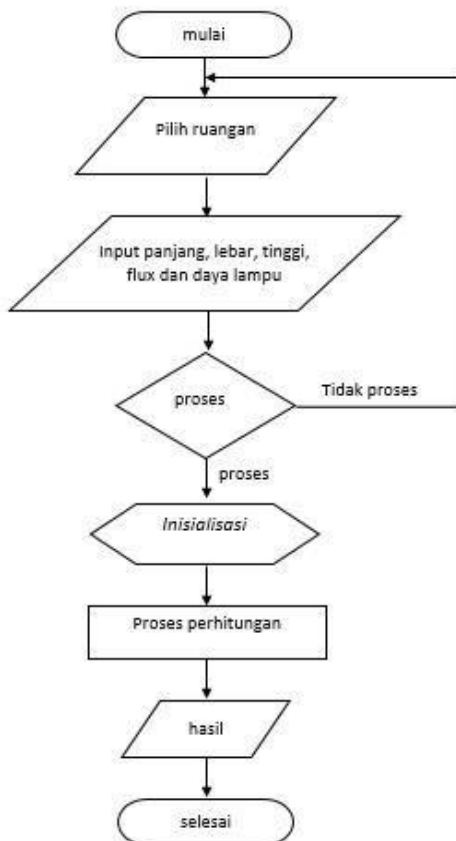 mulai
Pilih ruangan
Input panjang, lebar, tinggi,
flux dan daya lampu
proses
Tidak proses
proses
Inisialisasi
Proses perhitungan
hasil
selesai